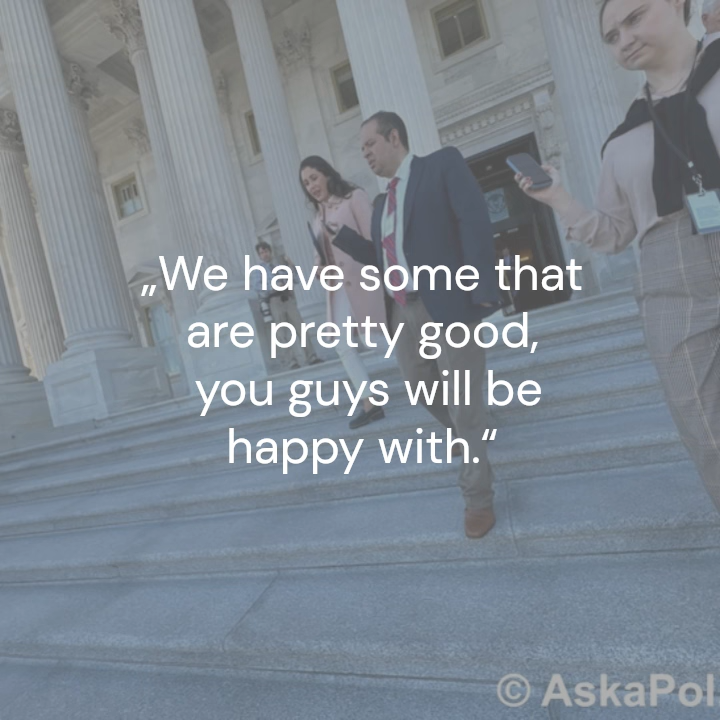 „We have some that
are pretty good,
you guys will be
happy with.“
© AskaPol